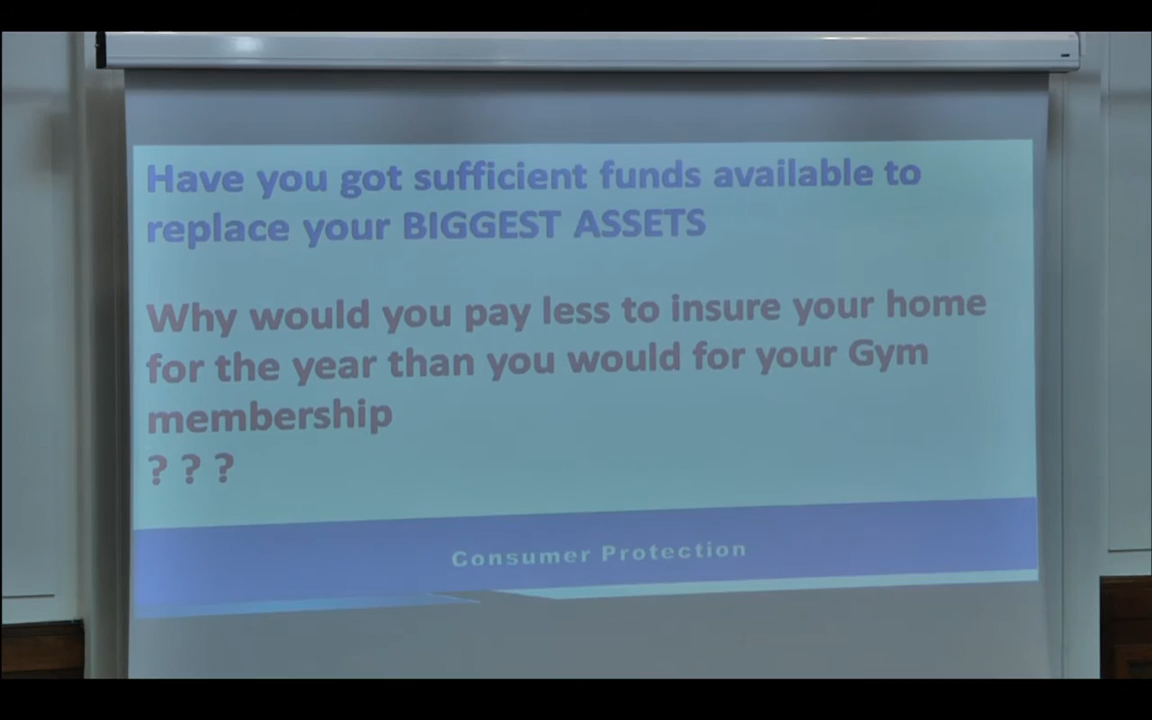 Have you got sufficient funds available to
replace your BIGGEST ASSETS
Why would you pay less to insure your home
for the year than you would for your Gym
membership
? ? ?
Consumer Protection